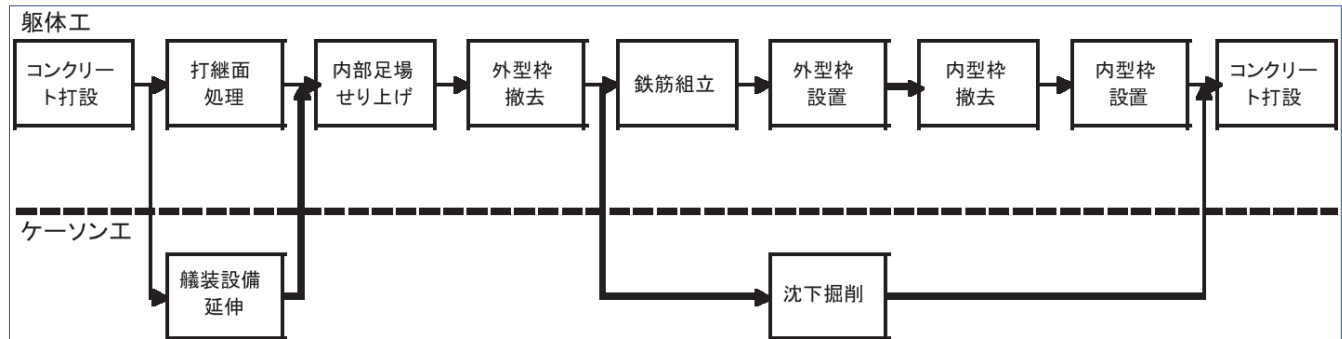 躯体工
コンクリー
ト打設
打継面
処理
内部足場
せり上げ
外型枠
撤去
鉄筋組立
外型枠
設置
内型枠
撤去
内型枠
設置
コンクリー
ト打設
ケーソン工
艤装設備
延伸
沈下掘削